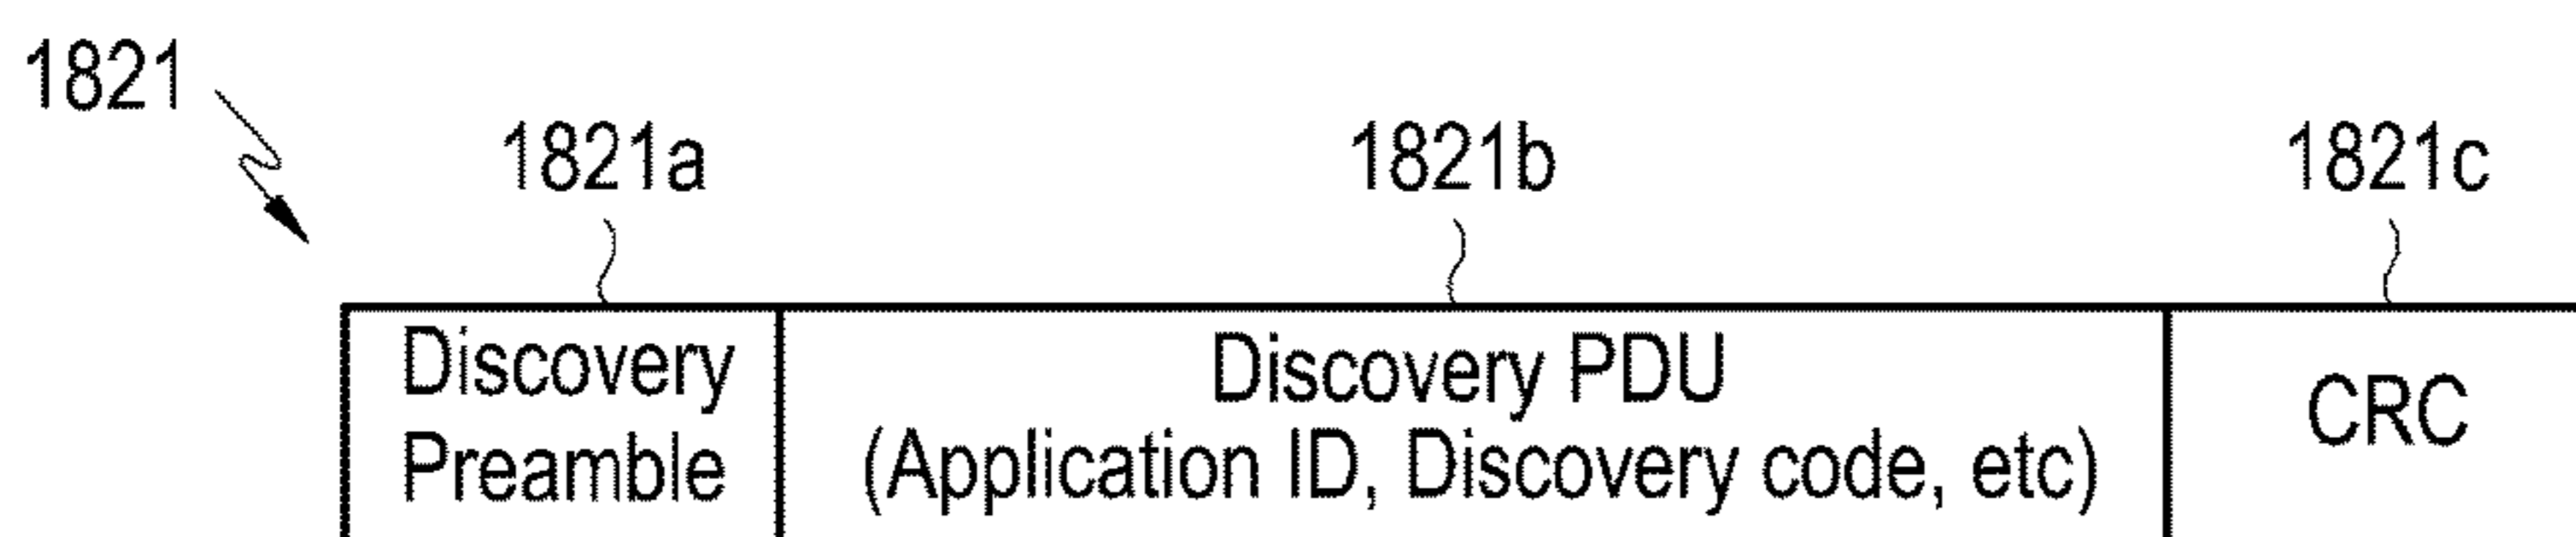 1821
1821a
1821b
1821c
Discovery
Preamble
Discovery PDU
(Application ID, Discovery code, etc)
CRC